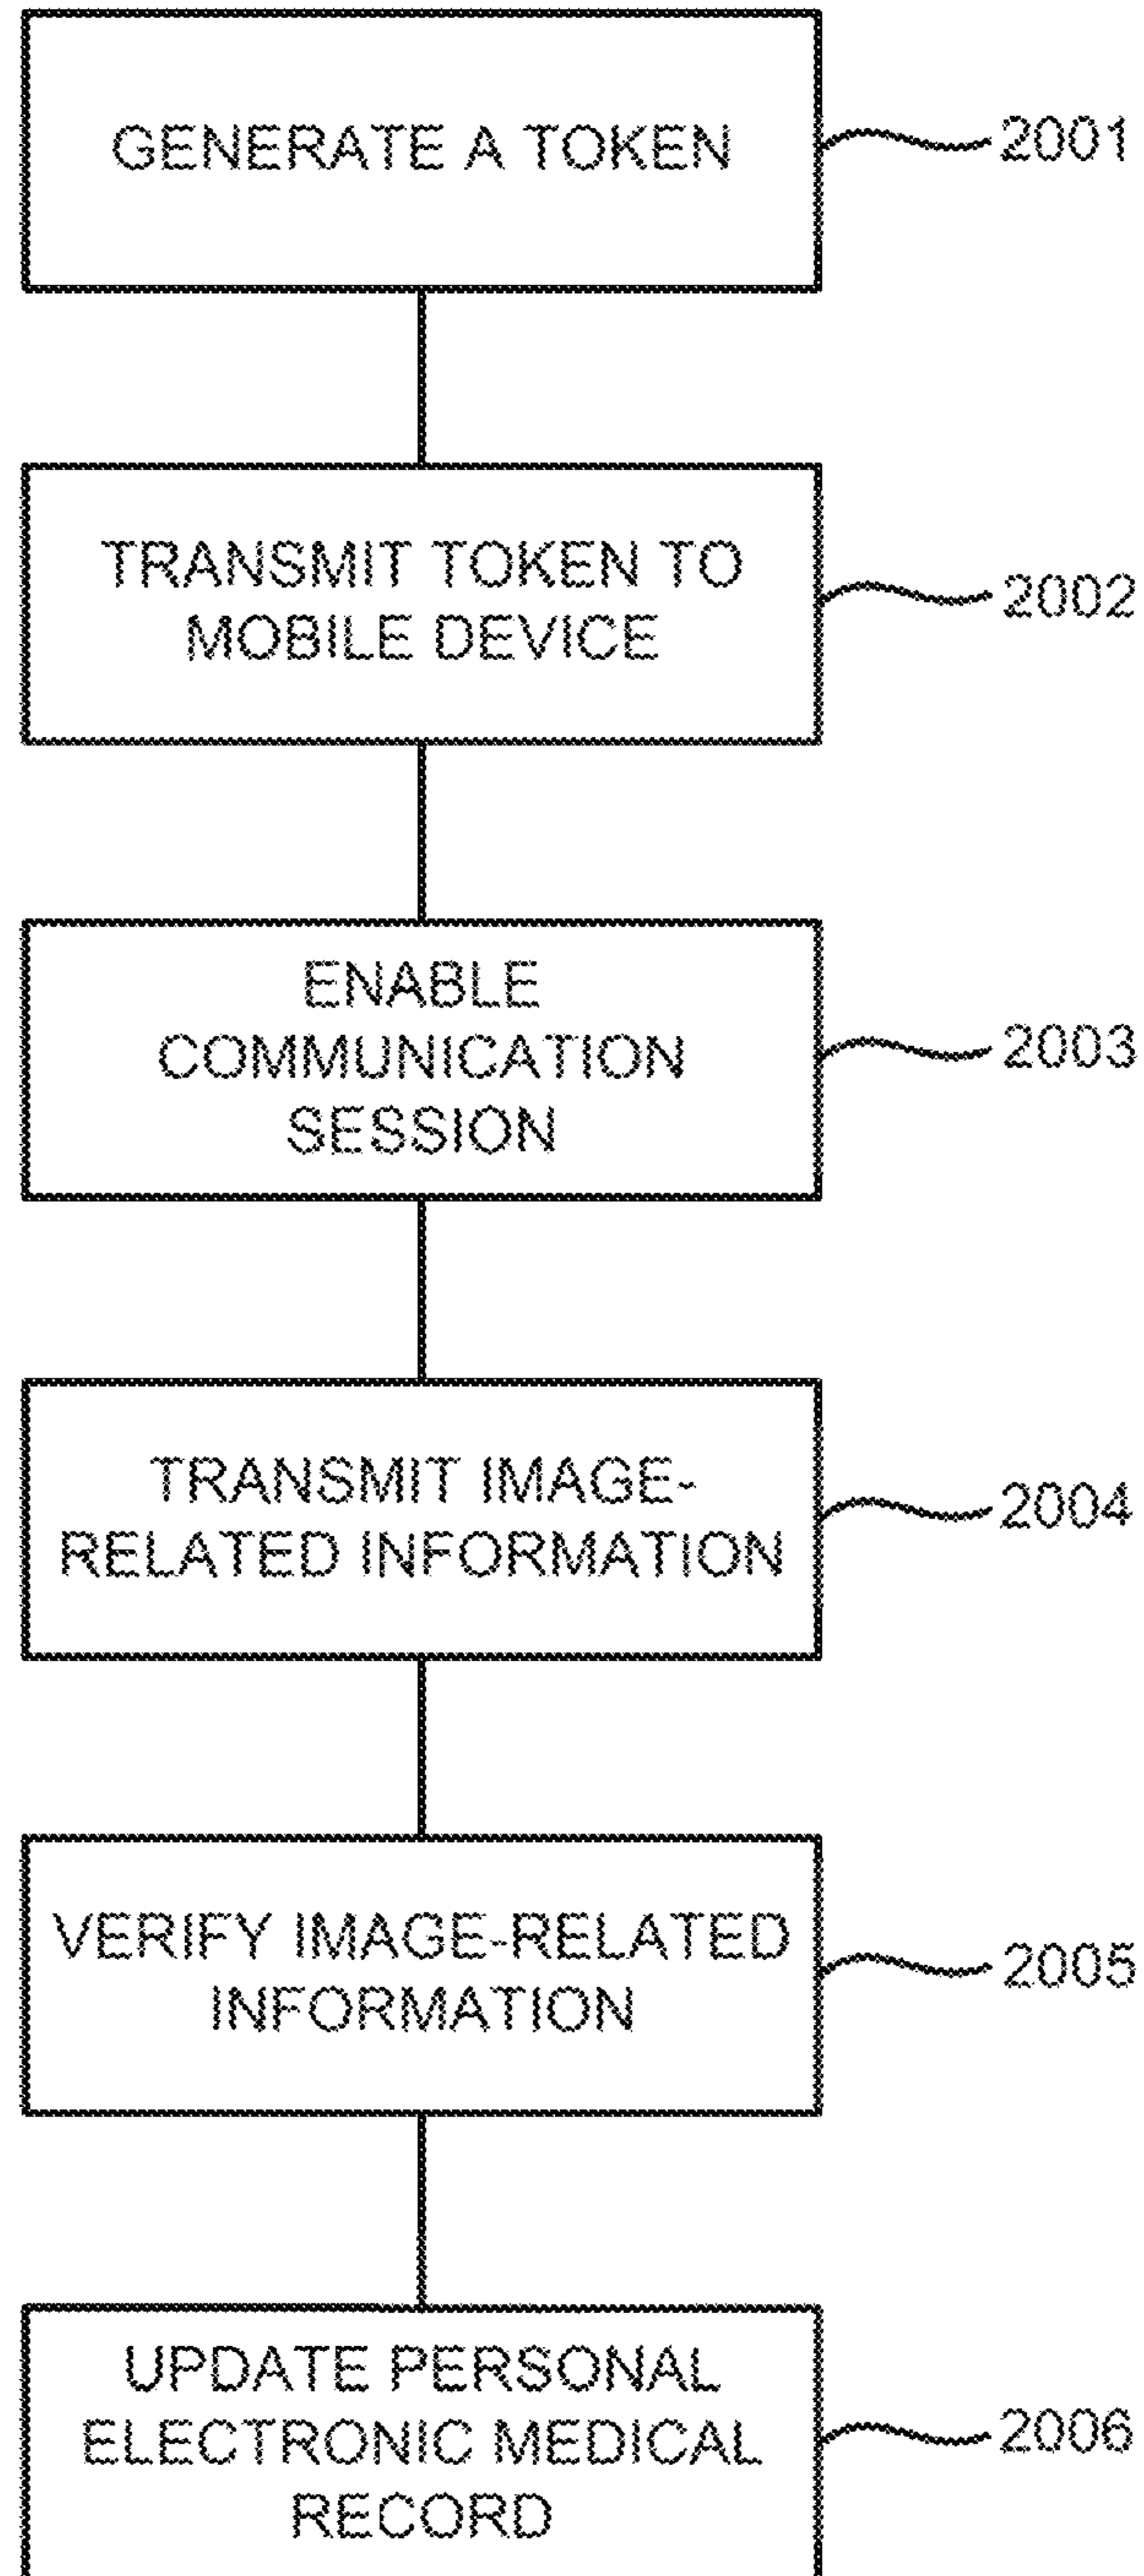 GENERATE A TOKEN
2001
TRANSMIT TOKEN TO
MOBILE DEVICE
2002
ENABLE
COMMUNICATION
SESSION
2003
TRANSMIT IMAGE-
RELATED INFORMATION
2004
VERIFY IMAGE-RELATED
INFORMATION
2005
UPDATE PERSONAL
ELECTRONIC MEDICAL
RECORD
2006